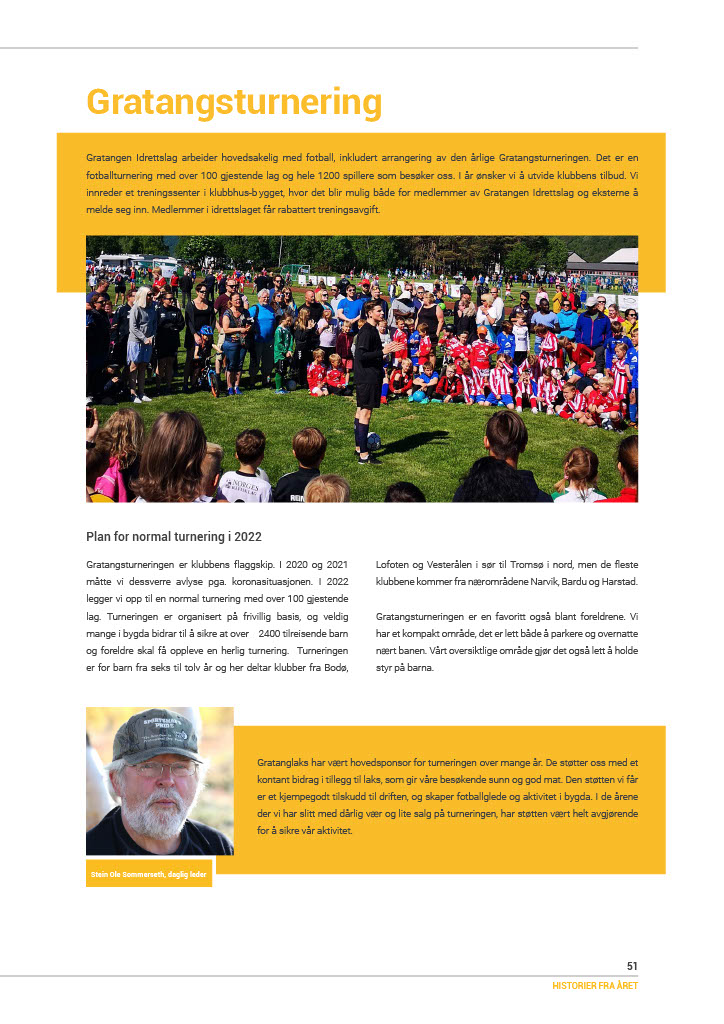 Gratangsturnering
Gratangen Idrettslag arbeider hovedsakelig med fotball, inkludert arrangering av den årlige Gratangsturneringen. Det er en
fotballturnering med over 100 gjestende lag og hele 1200 spillere som besøker oss. I år ønsker vi å utvide klubbens tilbud. Vi
innreder et treningssenter i klubbhus-b ygget, hvor det blir mulig både for medlemmer av Gratangen Idrettslag og eksterne å
melde seg inn. Medlemmer i idrettslaget får rabattert treningsavgift.
NORGES
Plan for normal turnering i 2022
Gratangsturneringen er klubbens flaggskip. I 2020 og 2021
måtte vi dessverre avlyse pga. koronasituasjonen. I 2022
legger vi opp til en normal turnering med over 100 gjestende
lag. Turneringen er organisert på frivillig basis, og veldig
mange i bygda bidrar til å sikre at over 2400 tilreisende barn
og foreldre skal få oppleve en herlig turnering. Turneringen
er for barn fra seks til tolv år og her deltar klubber fra Bodø,
Lofoten og Vesterålen i sør til Tromsø i nord, men de fleste
klubbene kommer fra nærområdene Narvik, Bardu og Harstad.
Gratangsturneringen er en favoritt også blant foreldrene. Vi
har et kompakt område, det er lett både å parkere og overnatte
nært banen. Vårt oversiktlige område gjør det også lett å holde
styr på barna.
SPORTSMAN'S
PRIDE
Gratanglaks har vært hovedsponsor for turneringen over mange år. De støtter oss med et
kontant bidrag i tillegg til laks, som gir våre besøkende sunn og god mat. Den støtten vi får
er et kjempegodt tilskudd til driften, og skaper fotballglede og aktivitet i bygda. I de årene
der vi har slitt med dårlig vær og lite salg på turneringen, har støtten vært helt avgjørende
for å sikre vår aktivitet.
Stein Ole Sommerseth, daglig leder
51
HISTORIER FRA ÅRET